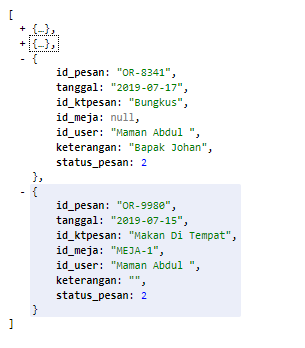 [
+ {…},
+ {…},
- {
id_pesan: "OR-8341",
tanggal: "2019-07-17",
id_ktpesan: "Bungkus",
id_meja: null,
id_user: "Maman Abdul ",
keterangan: "Bapak Johan",
status_pesan: 2
},
- {
id_pesan: "OR-9980",
tanggal: "2019-07-15",
id_ktpesan: "Makan Di Tempat",
id_meja: "MEJA-1",
id_user: "Maman Abdul ",
keterangan: "",
status_pesan: 2
}
]